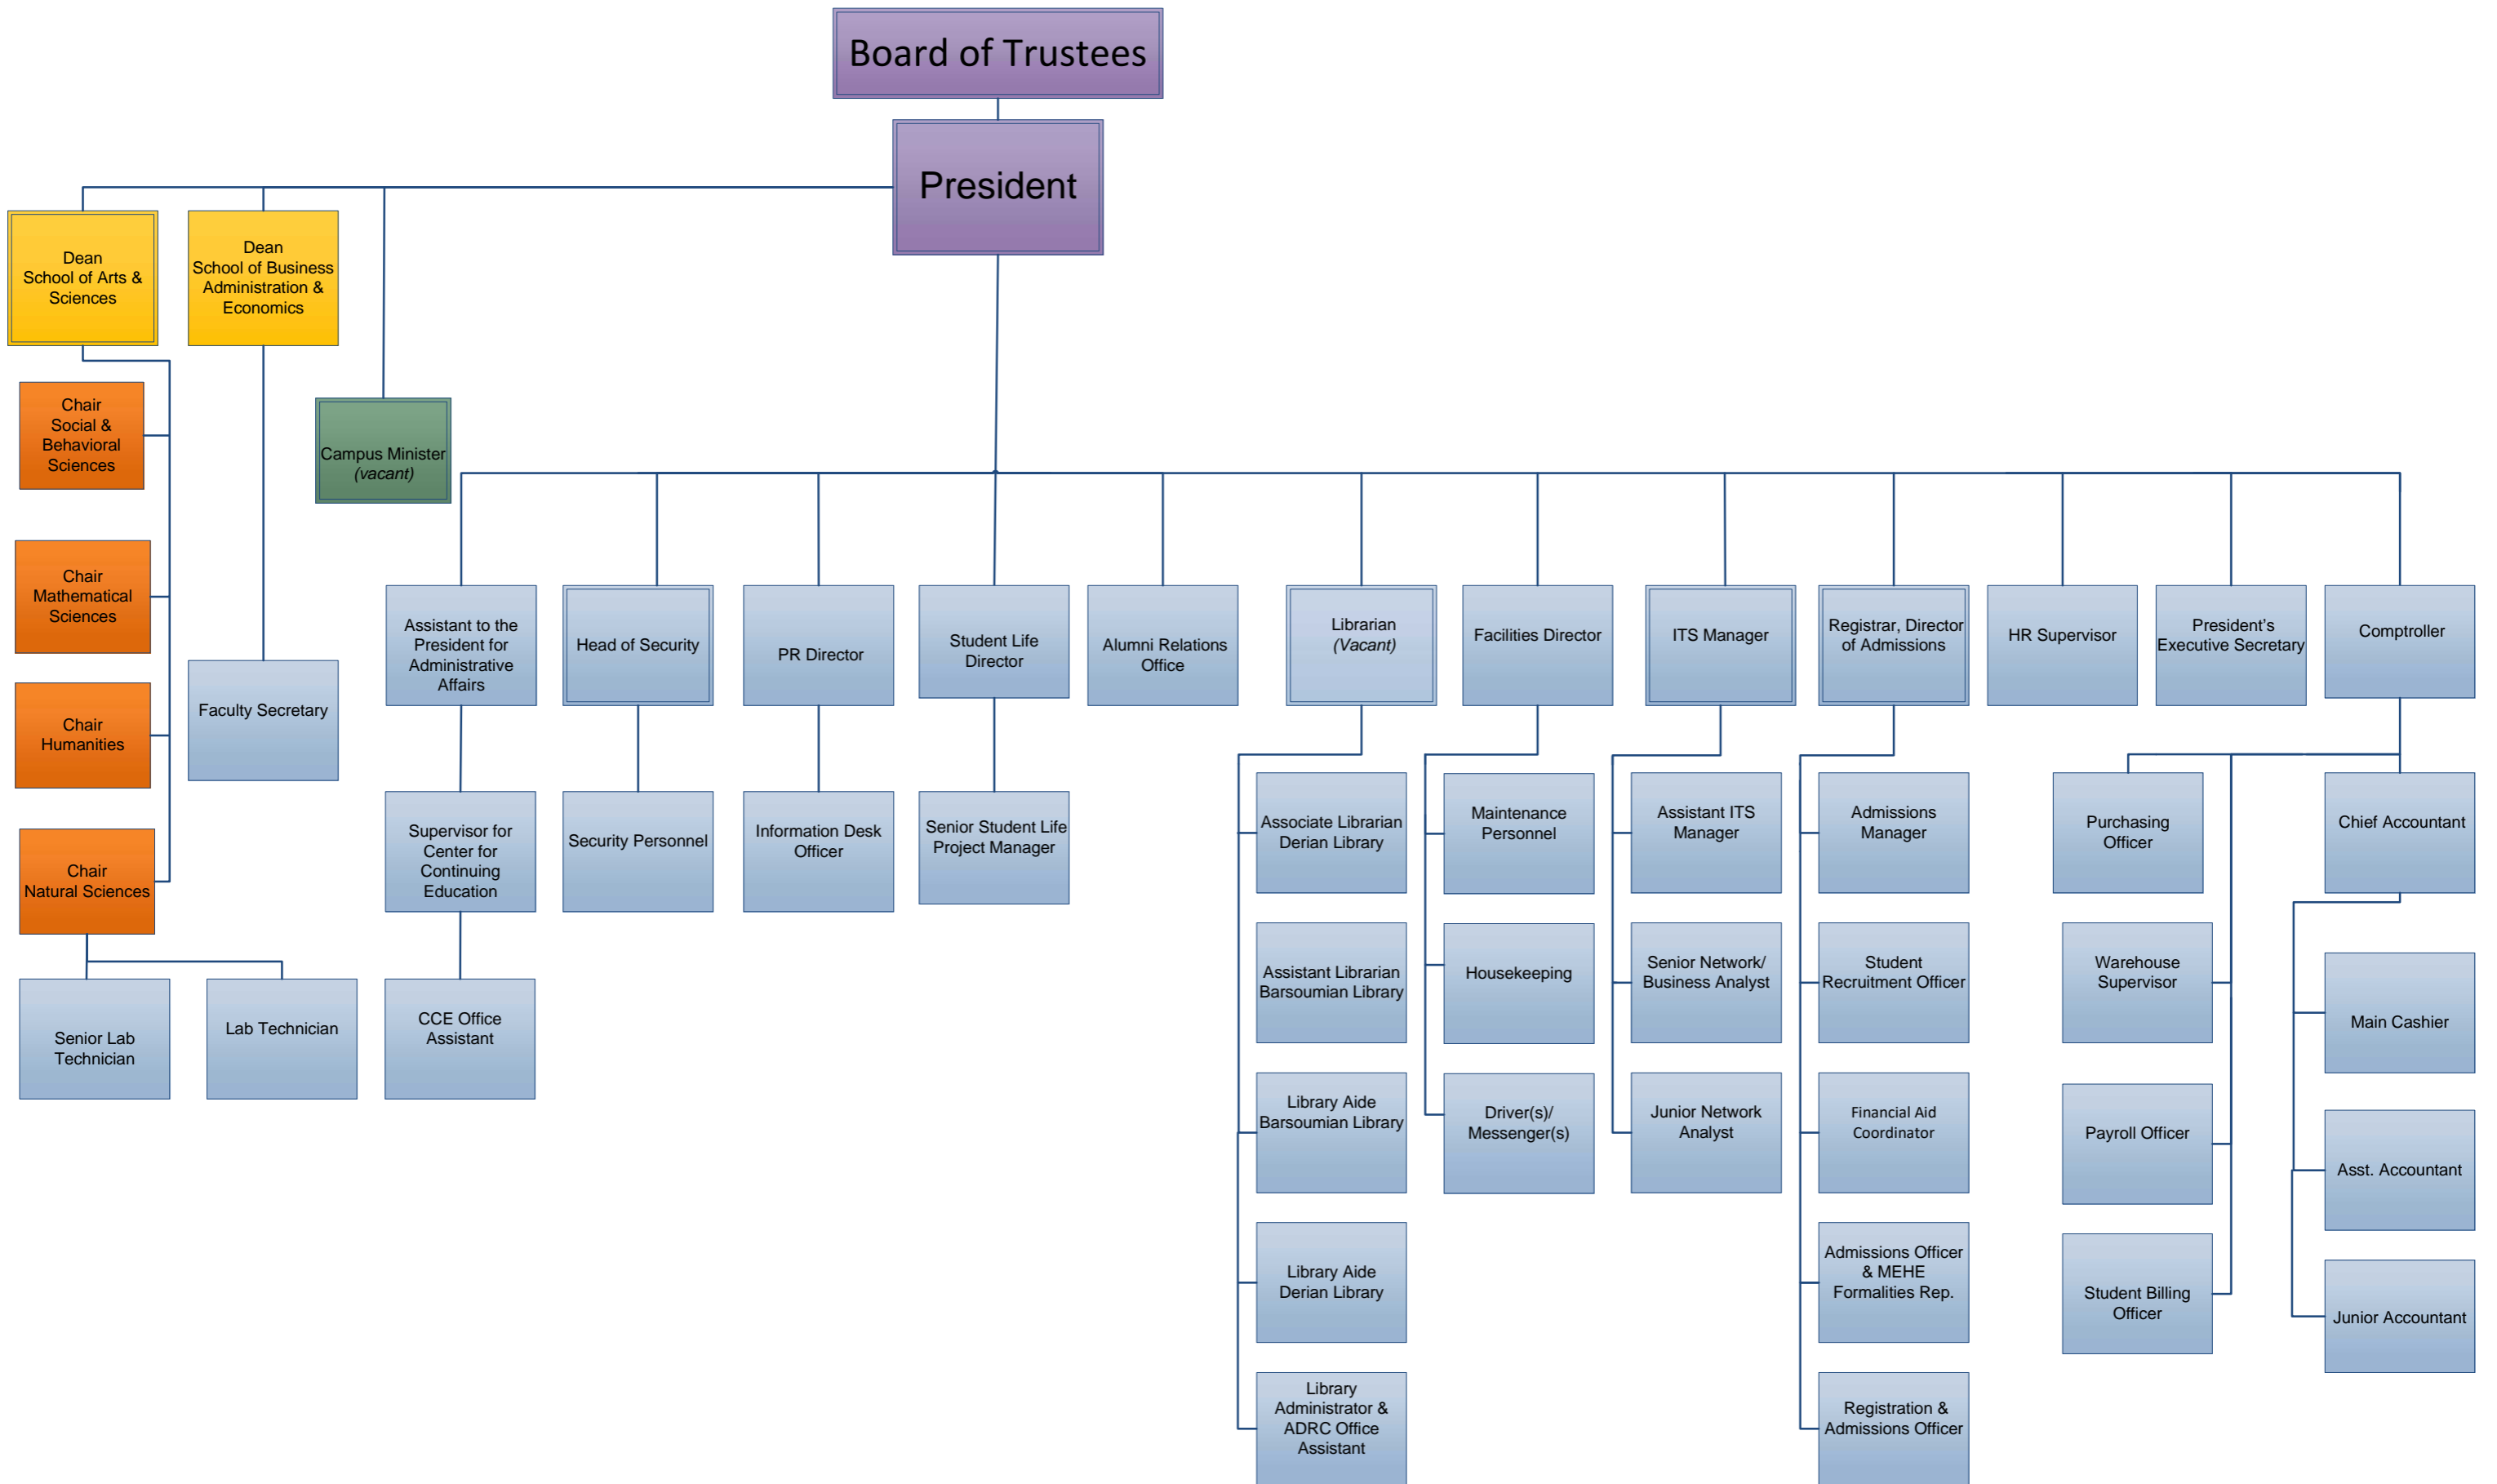 Board of Trustees
President
Dean
School of Arts &
Sciences
Dean
School of Business
Administration &
Economics
Chair
Social &
Behavioral
Sciences
Campus Minister
(vacant)
Chair
Mathematical
Sciences
Chair
Humanities
Faculty Secretary
Chair
Natural Sciences
Senior Lab
Technician
Lab Technician
Assistant to the
President for
Administrative
Affairs
Head of Security
PR Director
Student Life
Director
Alumni Relations
Office
Librarian
(Vacant)
Facilities Director
ITS Manager
Registrar, Director
of Admissions
HR Supervisor
President’s
Executive Secretary
Comptroller
Supervisor for
Center for
Continuing
Education
Security Personnel
Information Desk
Officer
Senior Student Life
Project Manager
CCE Office
Assistant
Associate Librarian
Derian Library
Assistant Librarian
Barsoumian Library
Library Aide
Barsoumian Library
Library Aide
Derian Library
Library
Administrator &
ADRC Office
Assistant
Maintenance
Personnel
Housekeeping
Driver(s)/
Messenger(s)
Assistant ITS
Manager
Senior Network/
Business Analyst
Junior Network
Analyst
Admissions
Manager
Student
Recruitment Officer
Financial Aid
Coordinator
Admissions Officer
& MEHE
Formalities Rep.
Registration &
Admissions Officer
Purchasing
Officer
Warehouse
Supervisor
Payroll Officer
Student Billing
Officer
Chief Accountant
Main Cashier
Asst. Accountant
Junior Accountant